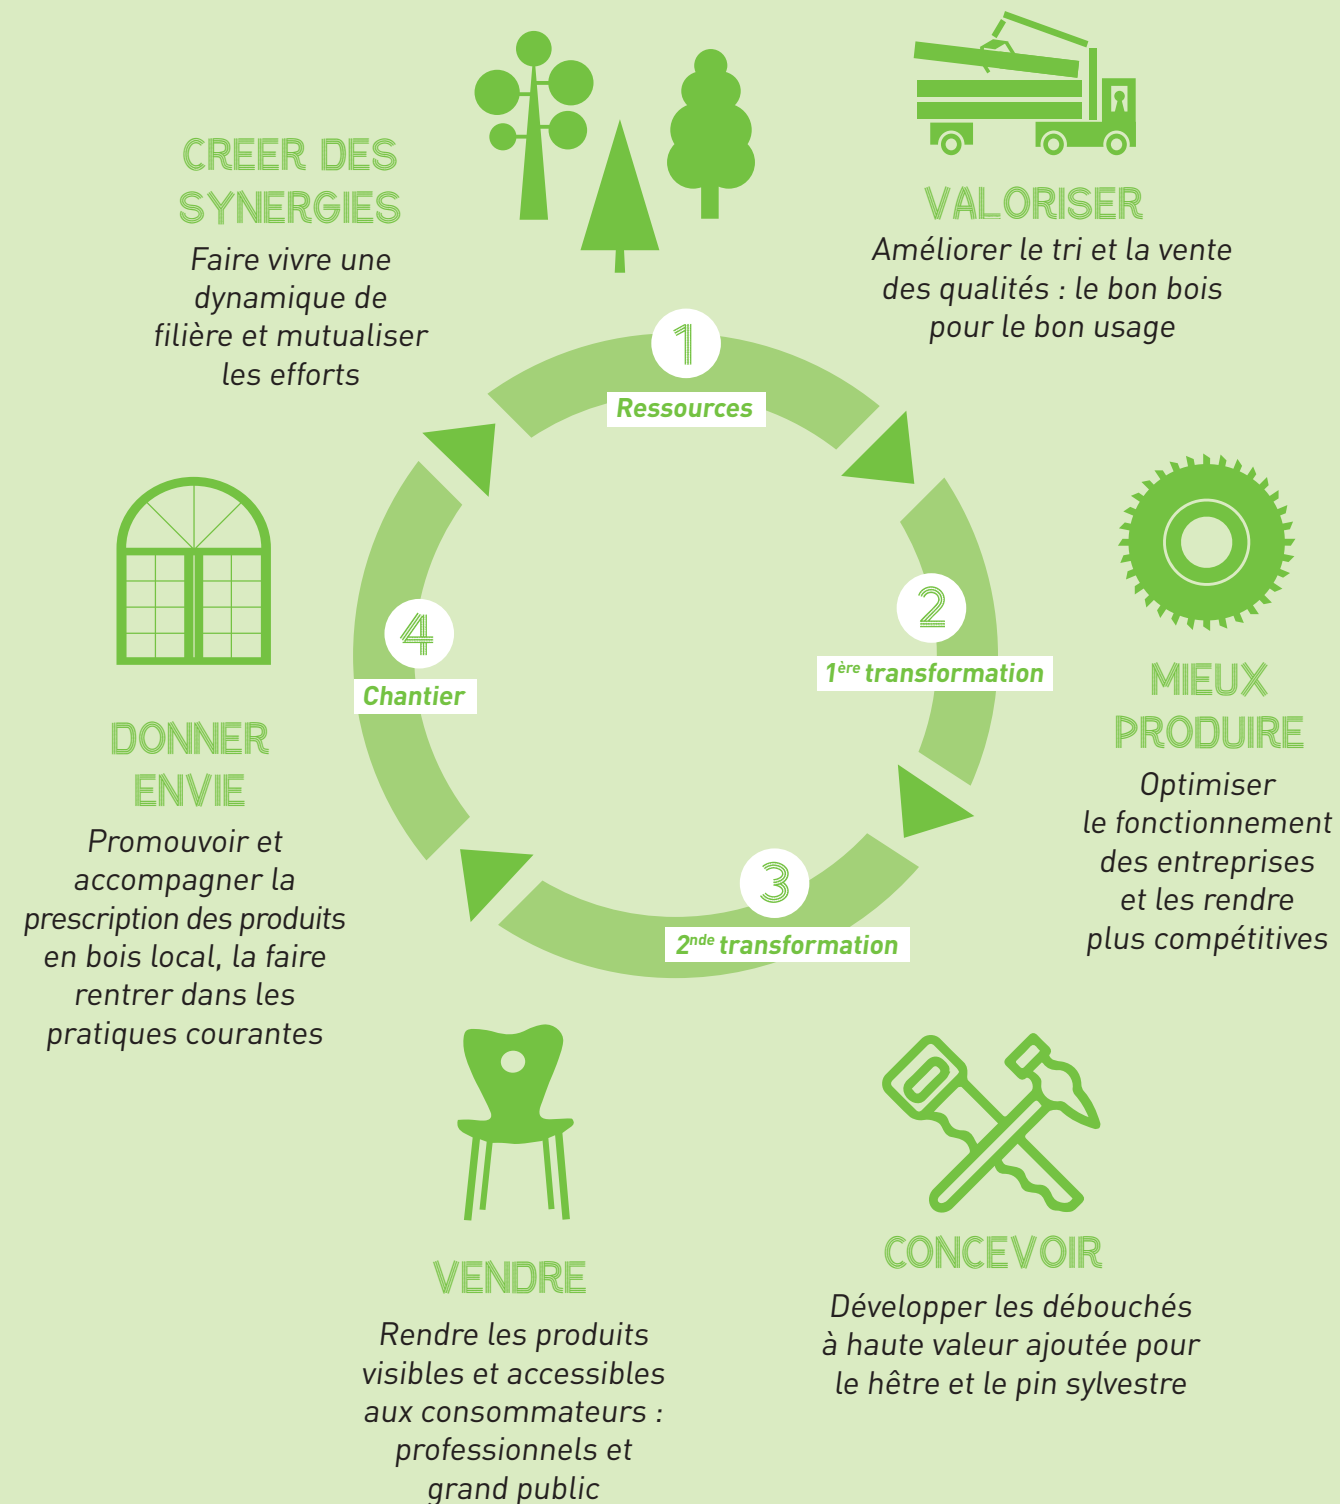 CREER DES
SYNERGIES
Faire vivre une
dynamique de
filière et mutualiser
les efforts
VALORISER
Améliorer le tri et la vente
des qualités : le bon bois
pour le bon usage
1
Ressources
2
1ère transformation
MIEUX
PRODUIRE
Optimiser
le fonctionnement
des entreprises
et les rendre
plus compétitives
3
2nde transformation
CONCEVOIR
Développer les débouchés
à haute valeur ajoutée pour
le hêtre et le pin sylvestre
VENDRE
Rendre les produits
visibles et accessibles
aux consommateurs :
professionnels et
grand public
4
Chantier
DONNER
ENVIE
Promouvoir et
accompagner la
prescription des produits
en bois local, la faire
rentrer dans les
pratiques courantes